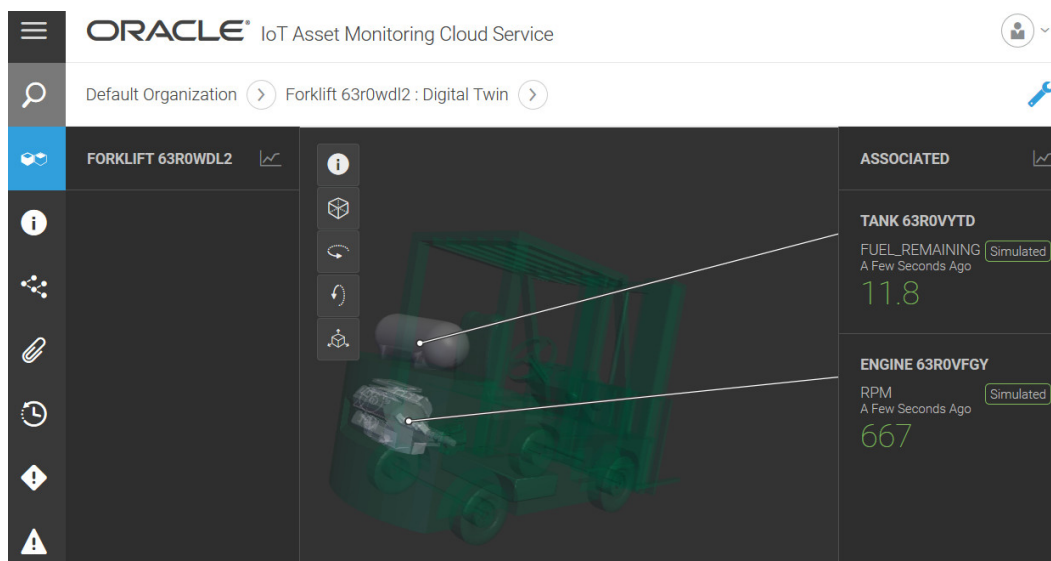 ORACLE® IoT Asset Monitoring Cloud Service
Default Organization > Forklift 63r0wdl2 : Digital Twin >
FORKLIFT 63R0WDL2
ASSOCIATED
TANK 63R0VYTD
FUEL_REMAINING Simulated
A Few Seconds Ago
11.8
ENGINE 63R0VFGY
RPM Simulated
A Few Seconds Ago
667